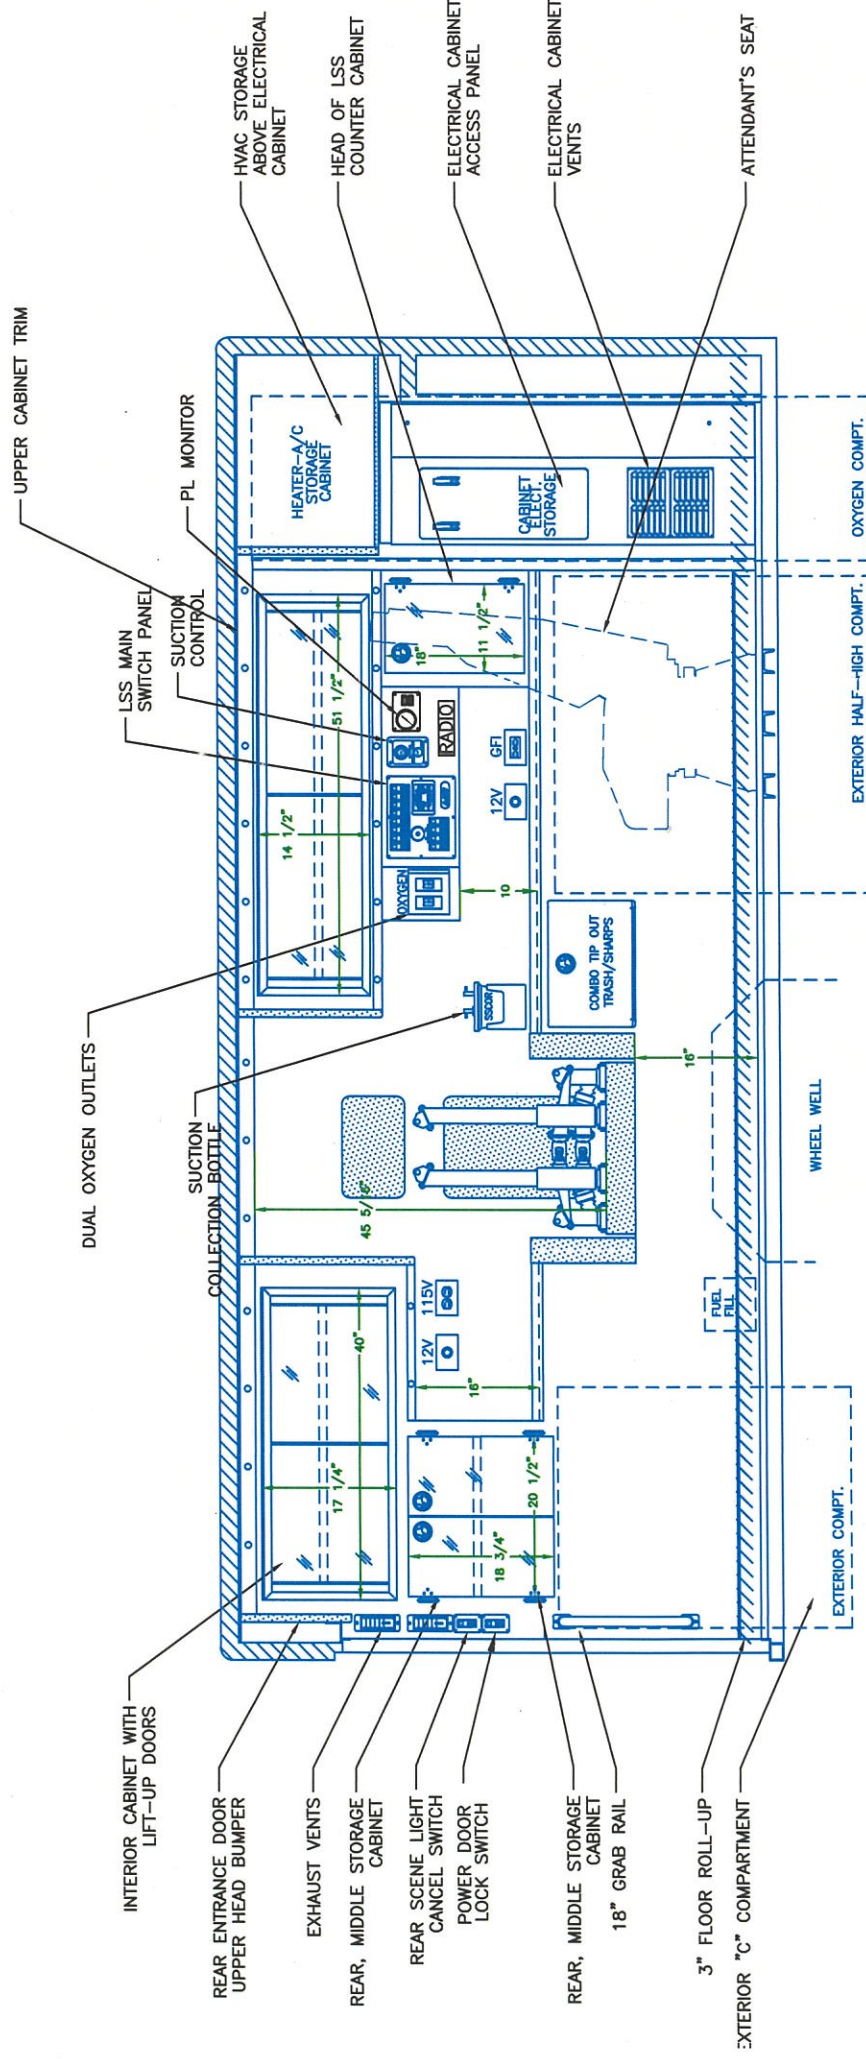 UPPER CABINET TRIM
HVAC STORAGE
ABOVE ELECTRICAL
CABINET
HEAD OF LSS
COUNTER CABINET
ELECTRICAL CABINET
ACCESS PANEL
ELECTRICAL CABINET
VENTS
ATTENDANT'S SEAT
PL MONITOR
SUCTION
CONTROL
LSS MAIN
SWITCH PANEL
DUAL OXYGEN OUTLETS
SUCTION
COLLECTION BOTTLE
INTERIOR CABINET WITH
LIFT-UP DOORS
REAR ENTRANCE DOOR
UPPER HEAD BUMPER
EXHAUST VENTS
REAR, MIDDLE STORAGE
CABINET
REAR SCENE LIGHT
CANCEL SWITCH
POWER DOOR
LOCK SWITCH
REAR, MIDDLE STORAGE
CABINET
18" GRAB RAIL
3" FLOOR ROLL-UP
EXTERIOR "C" COMPARTMENT
HEATER-A/C
STORAGE
CABINET
CABINET
ELECT.
STORAGE
51 1/2"
14 1/2"
18"
11 1/2"
RADIO
GFI
12V
OXYGEN
10
SSCOR
COMBO TIP OUT
TRASH/SHARPS
16"
45 5/16"
115V
12V
40"
17 1/4"
16"
20 1/2"
18 3/4"
FUEL
FILL
WHEEL WELL
EXTERIOR COMPT.
EXTERIOR HALF-HIGH COMPT.
OXYGEN COMPT.